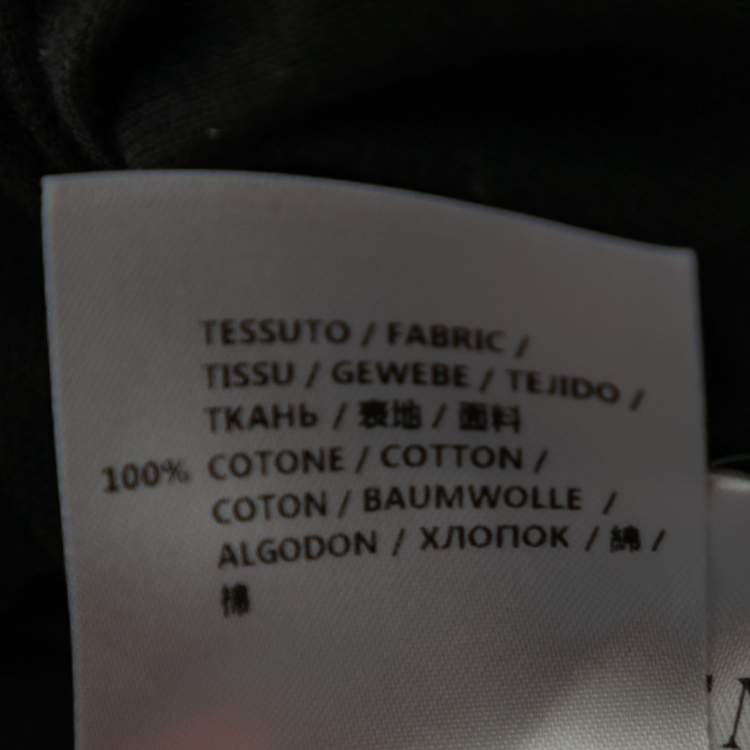 TESSUTO / FABRIC /
TISSU / GEWEBE / TEJIDO /
ТКАНЬ / 表地 / 面料
100% COTONE / COTTON /
COTON / BAUMWOLLE /
ALGODON / ХЛОПОК / 綿 /
棉